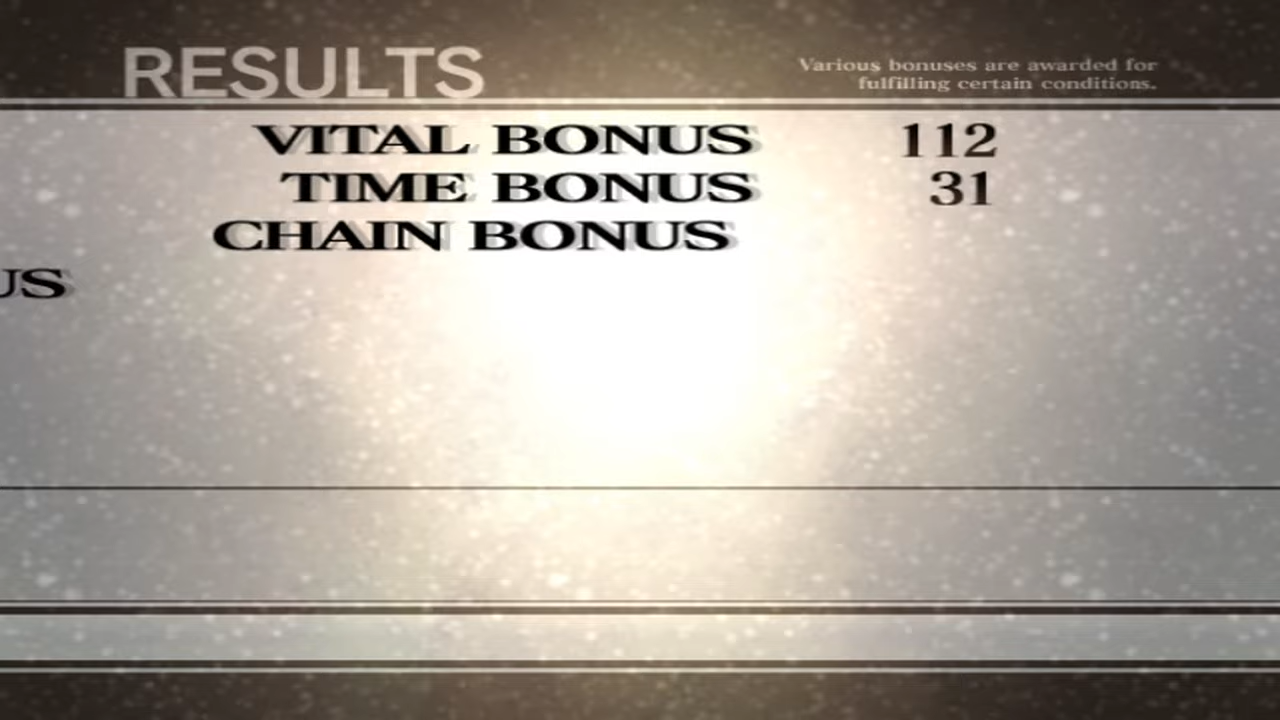 RESULTS
Various bonuses are awarded for
fulfilling certain conditions.
VITAL BONUS 112
TIME BONUS 31
CHAIN BONUS
US